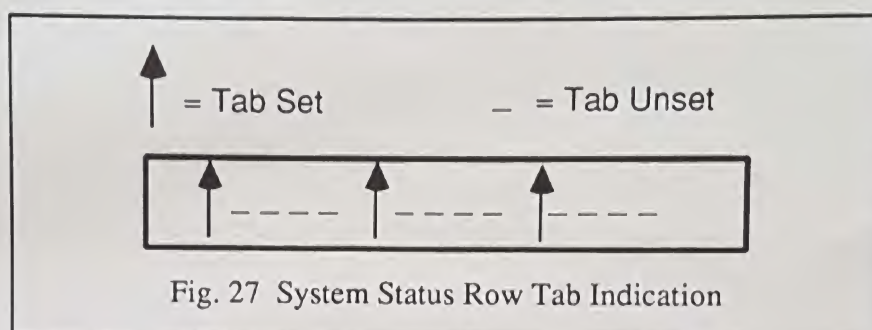 = Tab Set _ = Tab Unset
_ _ _ _ _ _ _ _ _ _ _ _
Fig. 27 System Status Row Tab Indication